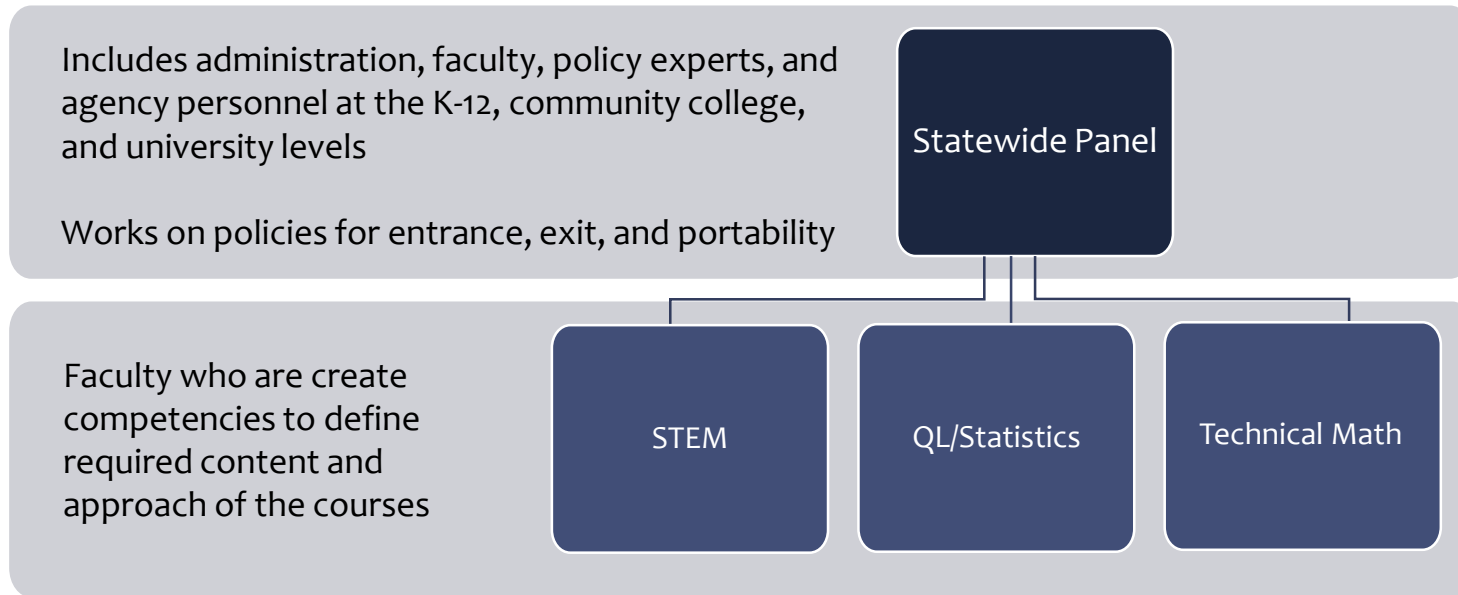 Includes administration, faculty, policy experts, and
agency personnel at the K-12, community college,
and university levels
Works on policies for entrance, exit, and portability
Statewide Panel
Faculty who are create
competencies to define
required content and
approach of the courses
STEM
QL/Statistics
Technical Math